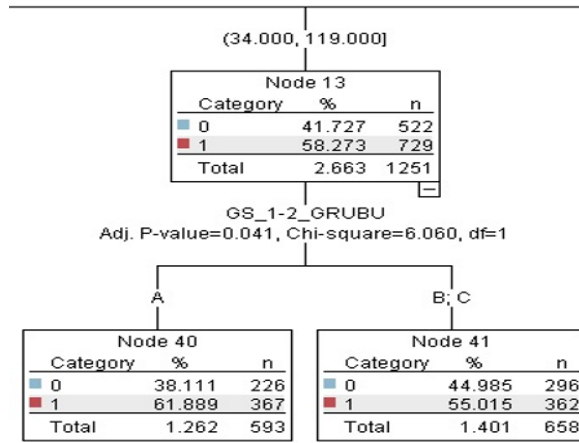 (34.000, 119.000]
Node 13
Category % n
0 41.727 522
1 58.273 729
Total 2.663 1251
GS_1-2_GRUBU
Adj. P-value=0.041, Chi-square=6.060, df=1
A
B; C
Node 40
Category % n
0 38.111 226
1 61.889 367
Total 1.262 593
Node 41
Category % n
0 44.985 296
1 55.015 362
Total 1.401 658